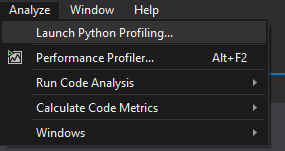 Analyze Window Help
Launch Python Profiling...
Performance Profiler... Alt+F2
Run Code Analysis
Calculate Code Metrics
Windows